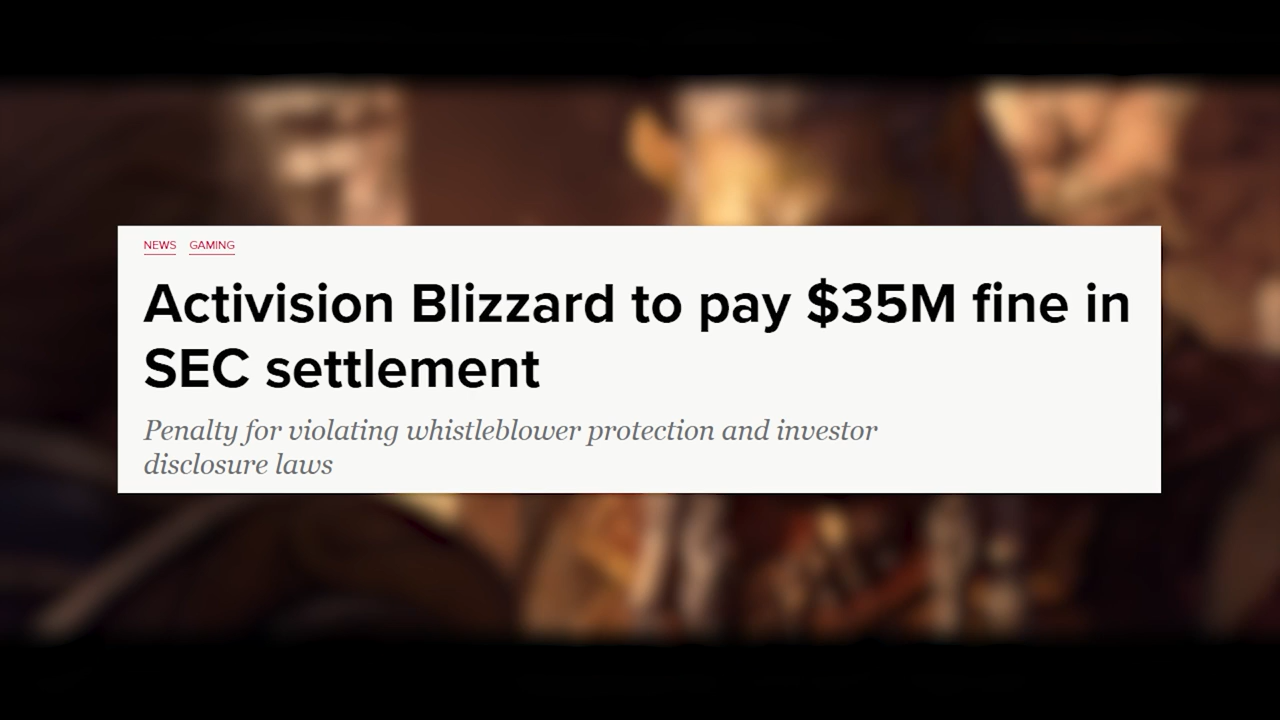 NEWS GAMING
Activision Blizzard to pay $35M fine in
SEC settlement
Penalty for violating whistleblower protection and investor
disclosure laws